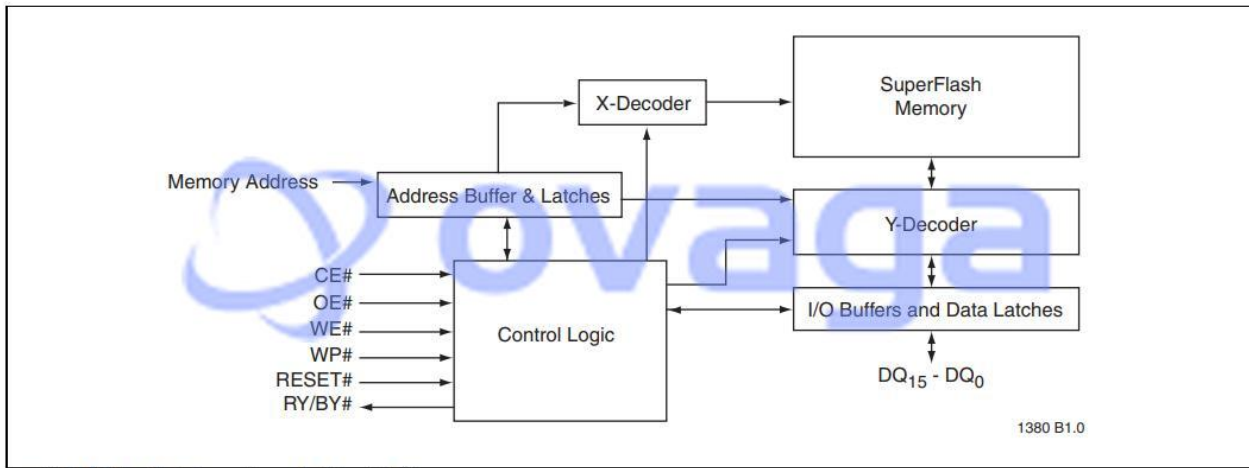 SuperFlash
Memory
X-Decoder
Memory Address
Address Buffer & Latches
Y-Decoder
CE#
OE#
WE#
WP#
RESET#
RY/BY#
Control Logic
I/O Buffers and Data Latches
DQ15 - DQ0
1380 B1.0
ovaga